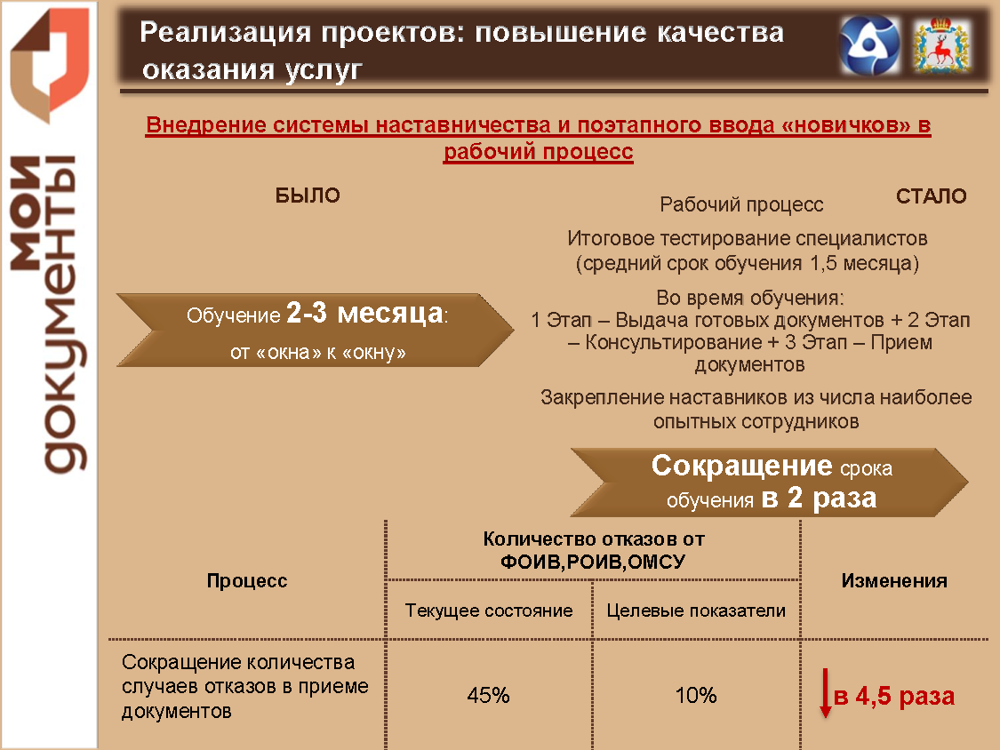 Реализация проектов: повышение качества
оказания услуг
мои
документы
Внедрение системы наставничества и поэтапного ввода «новичков» в
рабочий процесс
БЫЛО
СТАЛО
Обучение 2-3 месяца:
от «окна» к «окну»
Рабочий процесс
Итоговое тестирование специалистов
(средний срок обучения 1,5 месяца)
Во время обучения:
1 Этап – Выдача готовых документов + 2 Этап
– Консультирование + 3 Этап – Прием
документов
Закрепление наставников из числа наиболее
опытных сотрудников
Сокращение срока
обучения в 2 раза
Процесс
Количество отказов от
ФОИВ,РОИВ,ОМСУ
Изменения
Текущее состояние
Целевые показатели
Сокращение количества
случаев отказов в приеме
документов
45%
10%
в 4,5 раза